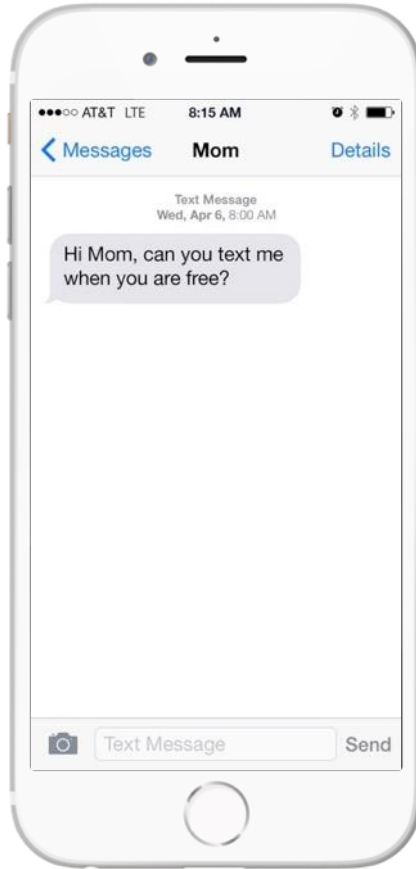 AT&T LTE 8:15 AM
Messages Mom Details
Text Message
Wed, Apr 6, 8:00 AM
Hi Mom, can you text me
when you are free?
Text Message Send